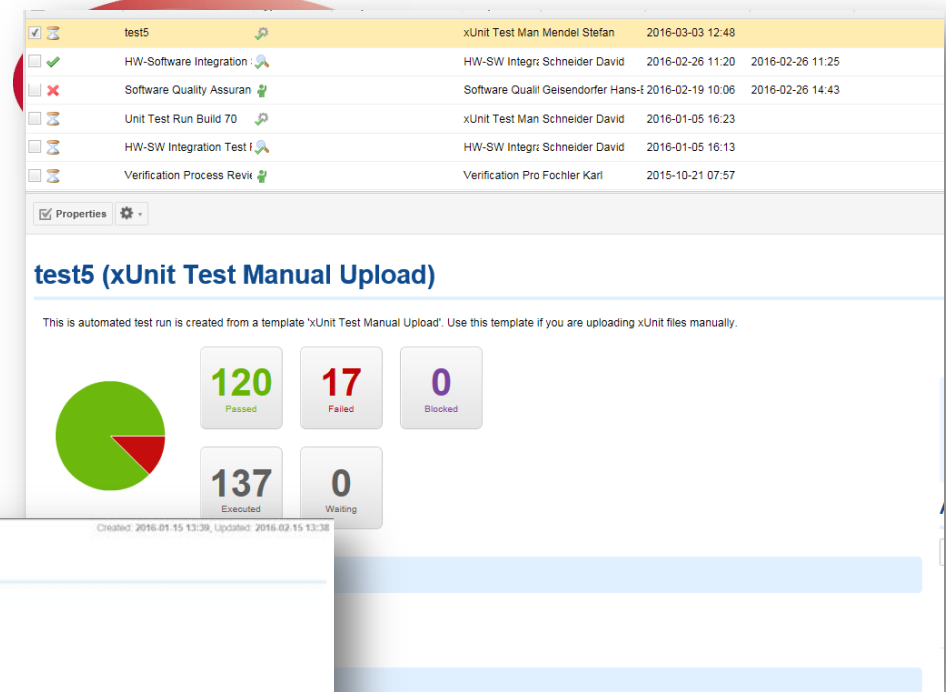 test5 xUnit Test Man Mendel Stefan 2016-03-03 12:48
HW-Software Integration HW-SW Integra Schneider David 2016-02-26 11:20 2016-02-26 11:25
Software Quality Assuran Software Qualit Geisendorfer Hans-E 2016-02-19 10:06 2016-02-26 14:43
Unit Test Run Build 70 xUnit Test Man Schneider David 2016-01-05 16:23
HW-SW Integration Test HW-SW Integra Schneider David 2016-01-05 16:13
Verification Process Revie Verification Pro Fochler Karl 2015-10-21 07:57
Properties
test5 (xUnit Test Manual Upload)
This is automated test run is created from a template 'xUnit Test Manual Upload'. Use this template if you are uploading xUnit files manually.
120 17 0
Passed Failed Blocked
137 0
Executed Waiting
Created: 2016-01-15 13:39, Updated: 2016-02-15 13:38